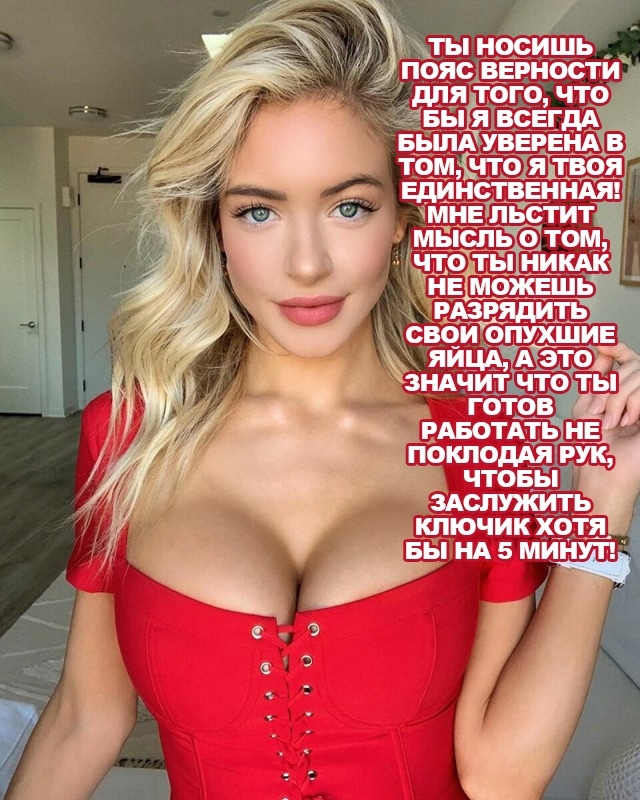 ТЫ НОСИШЬ
ПОЯС ВЕРНОСТИ
ДЛЯ ТОГО, ЧТО
БЫ Я ВСЕГДА
БЫЛА УВЕРЕНА В
ТОМ, ЧТО Я ТВОЯ
ЕДИНСТВЕННАЯ!
МНЕ ЛЬСТИТ
МЫСЛЬ О ТОМ,
ЧТО ТЫ НИКАК
НЕ МОЖЕШЬ
РАЗРЯДИТЬ
СВОИ ОПУХШИЕ
ЯЙЦА, А ЭТО
ЗНАЧИТ ЧТО ТЫ
ГОТОВ
РАБОТАТЬ НЕ
ПОКЛОДАЯ РУК,
ЧТОБЫ
ЗАСЛУЖИТЬ
КЛЮЧИК ХОТЯ
БЫ НА 5 МИНУТ!